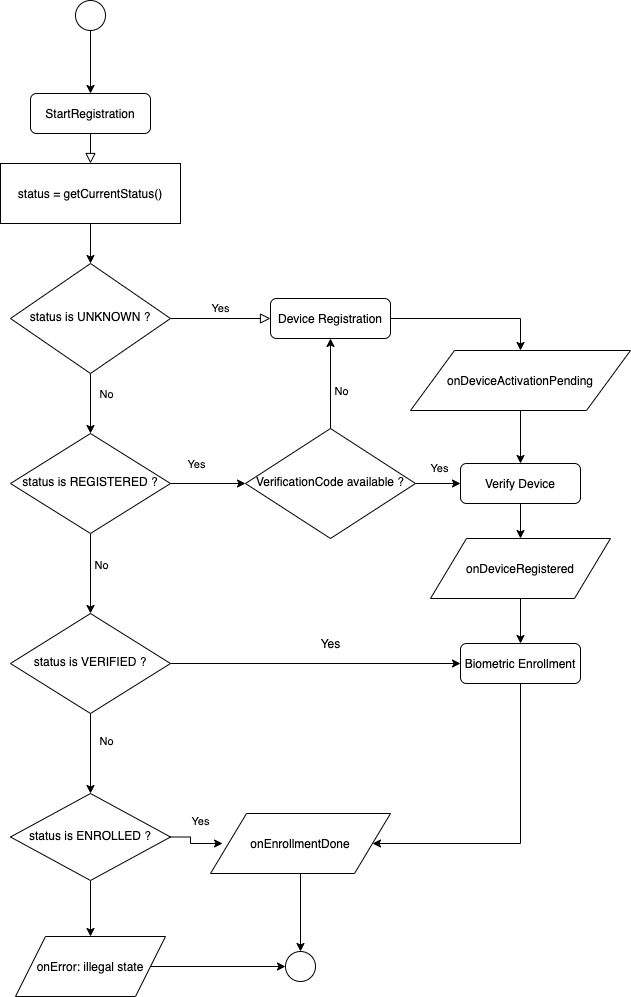 StartRegistration
status = getCurrentStatus()
status is UNKNOWN ?
Yes
Device Registration
onDeviceActivationPending
No
No
status is REGISTERED ?
Yes
VerificationCode available ?
Yes
Verify Device
No
onDeviceRegistered
status is VERIFIED ?
Yes
Biometric Enrollment
No
status is ENROLLED ?
Yes
onEnrollmentDone
onError: illegal state